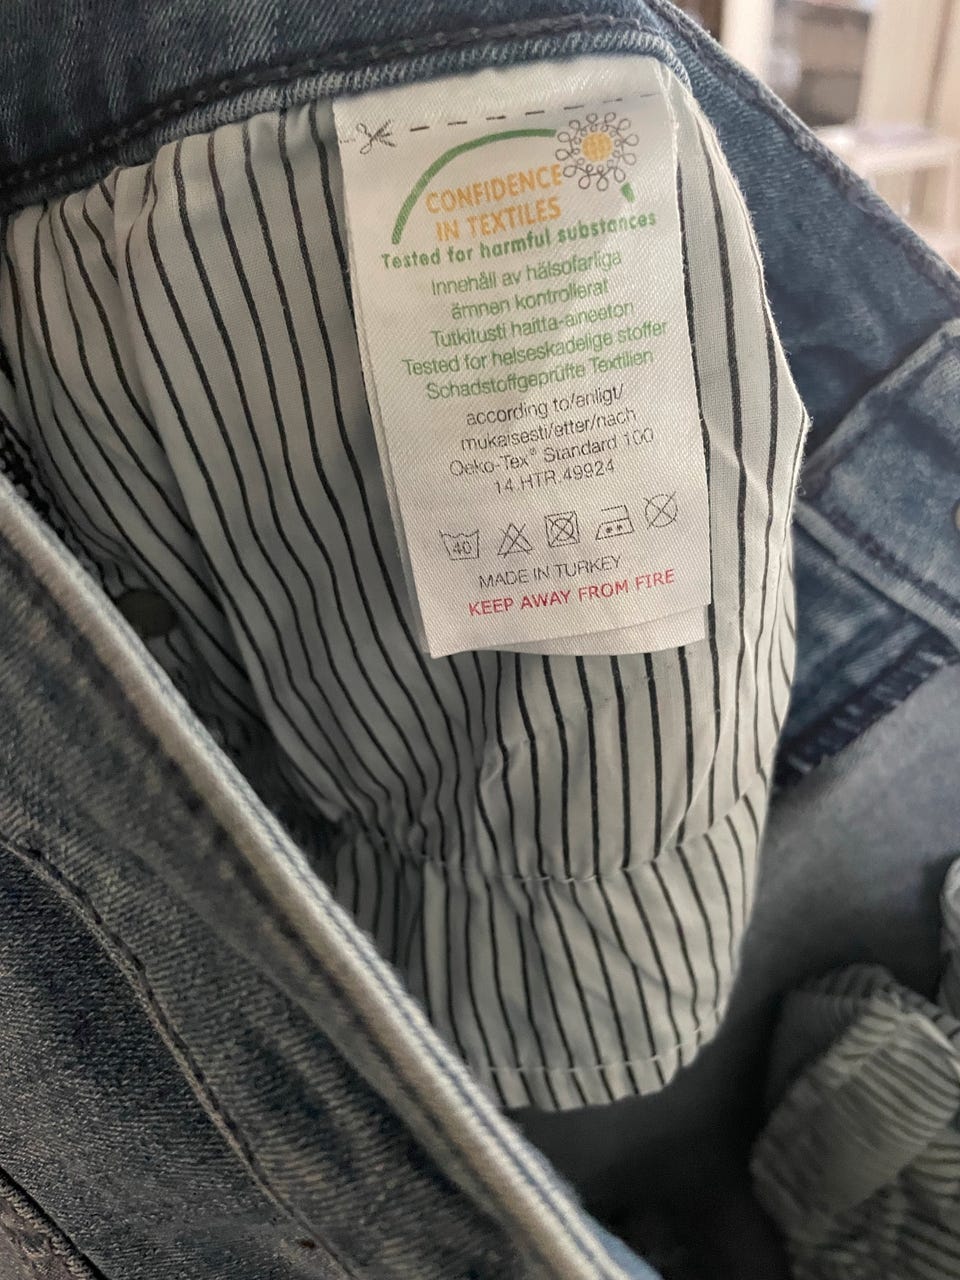 CONFIDENCE
IN TEXTILES
Tested for harmful substances
Innehåll av hälsofarliga
ämnen kontrollerat
Tutkitusti haitta-aineeton
Tested for helseskadelige stoffer
Schadstoffgeprüfte Textilien
according to/enligt/
mukaisesti/etter/nach
Oeko-Tex® Standard 100
14.HTR.49924
40
MADE IN TURKEY
KEEP AWAY FROM FIRE